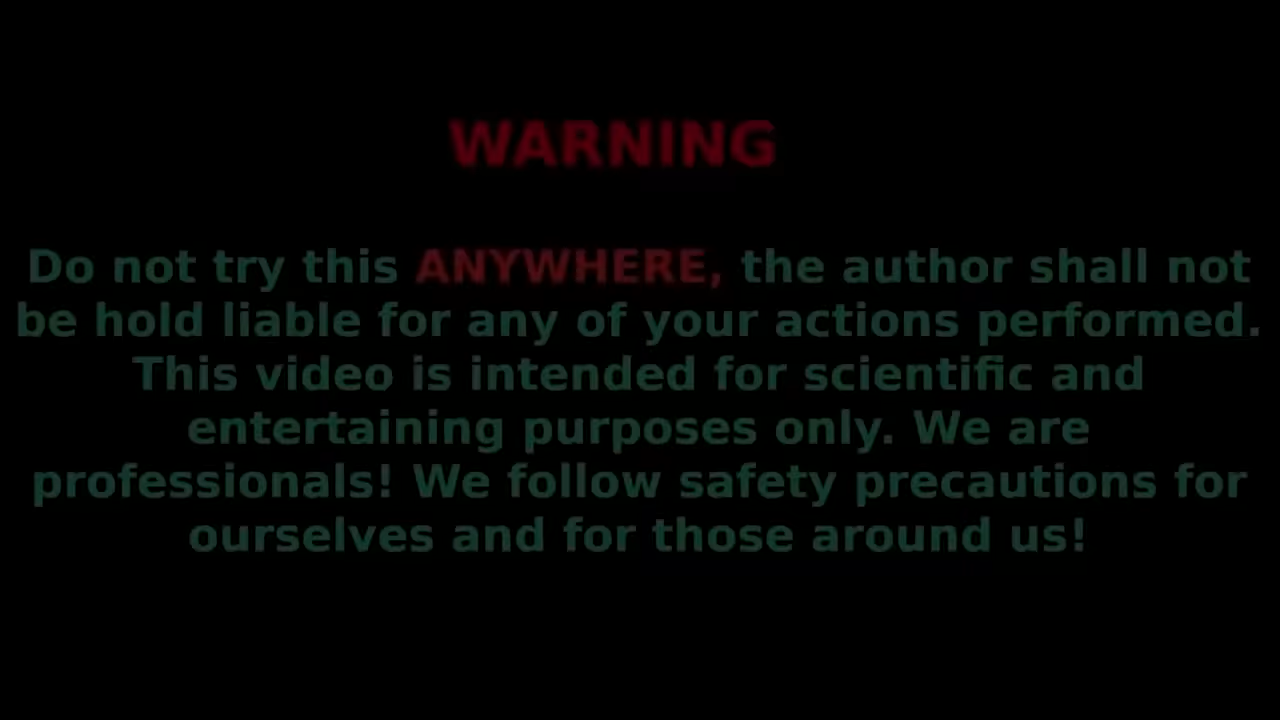 WARNING
Do not try this ANYWHERE, the author shall not
be hold liable for any of your actions performed.
This video is intended for scientific and
entertaining purposes only. We are
professionals! We follow safety precautions for
ourselves and for those around us!